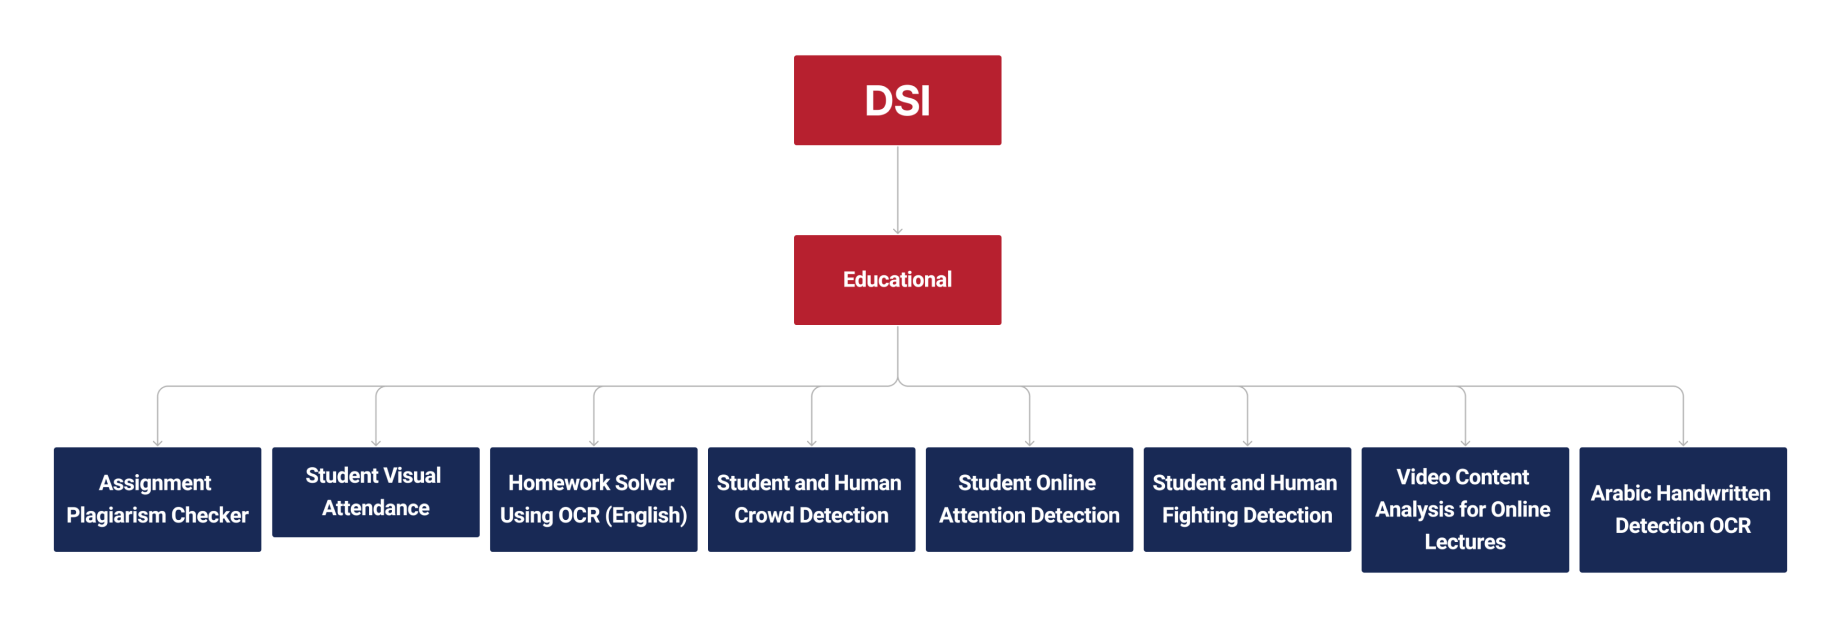 DSI
Educational
Assignment
Plagiarism Checker
Student Visual
Attendance
Homework Solver
Using OCR (English)
Student and Human
Crowd Detection
Student Online
Attention Detection
Student and Human
Fighting Detection
Video Content
Analysis for Online
Lectures
Arabic Handwritten
Detection OCR